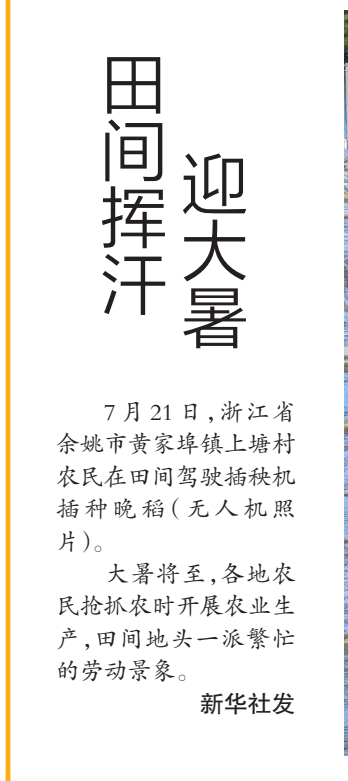 田间挥汗
迎大暑
7月21日，浙江省
余姚市黄家埠镇上塘村
农民在田间驾驶插秧机
插种晚稻（无人机照
片）。
大暑将至，各地农
民抢抓农时开展农业生
产，田间地头一派繁忙
的劳动景象。
新华社发